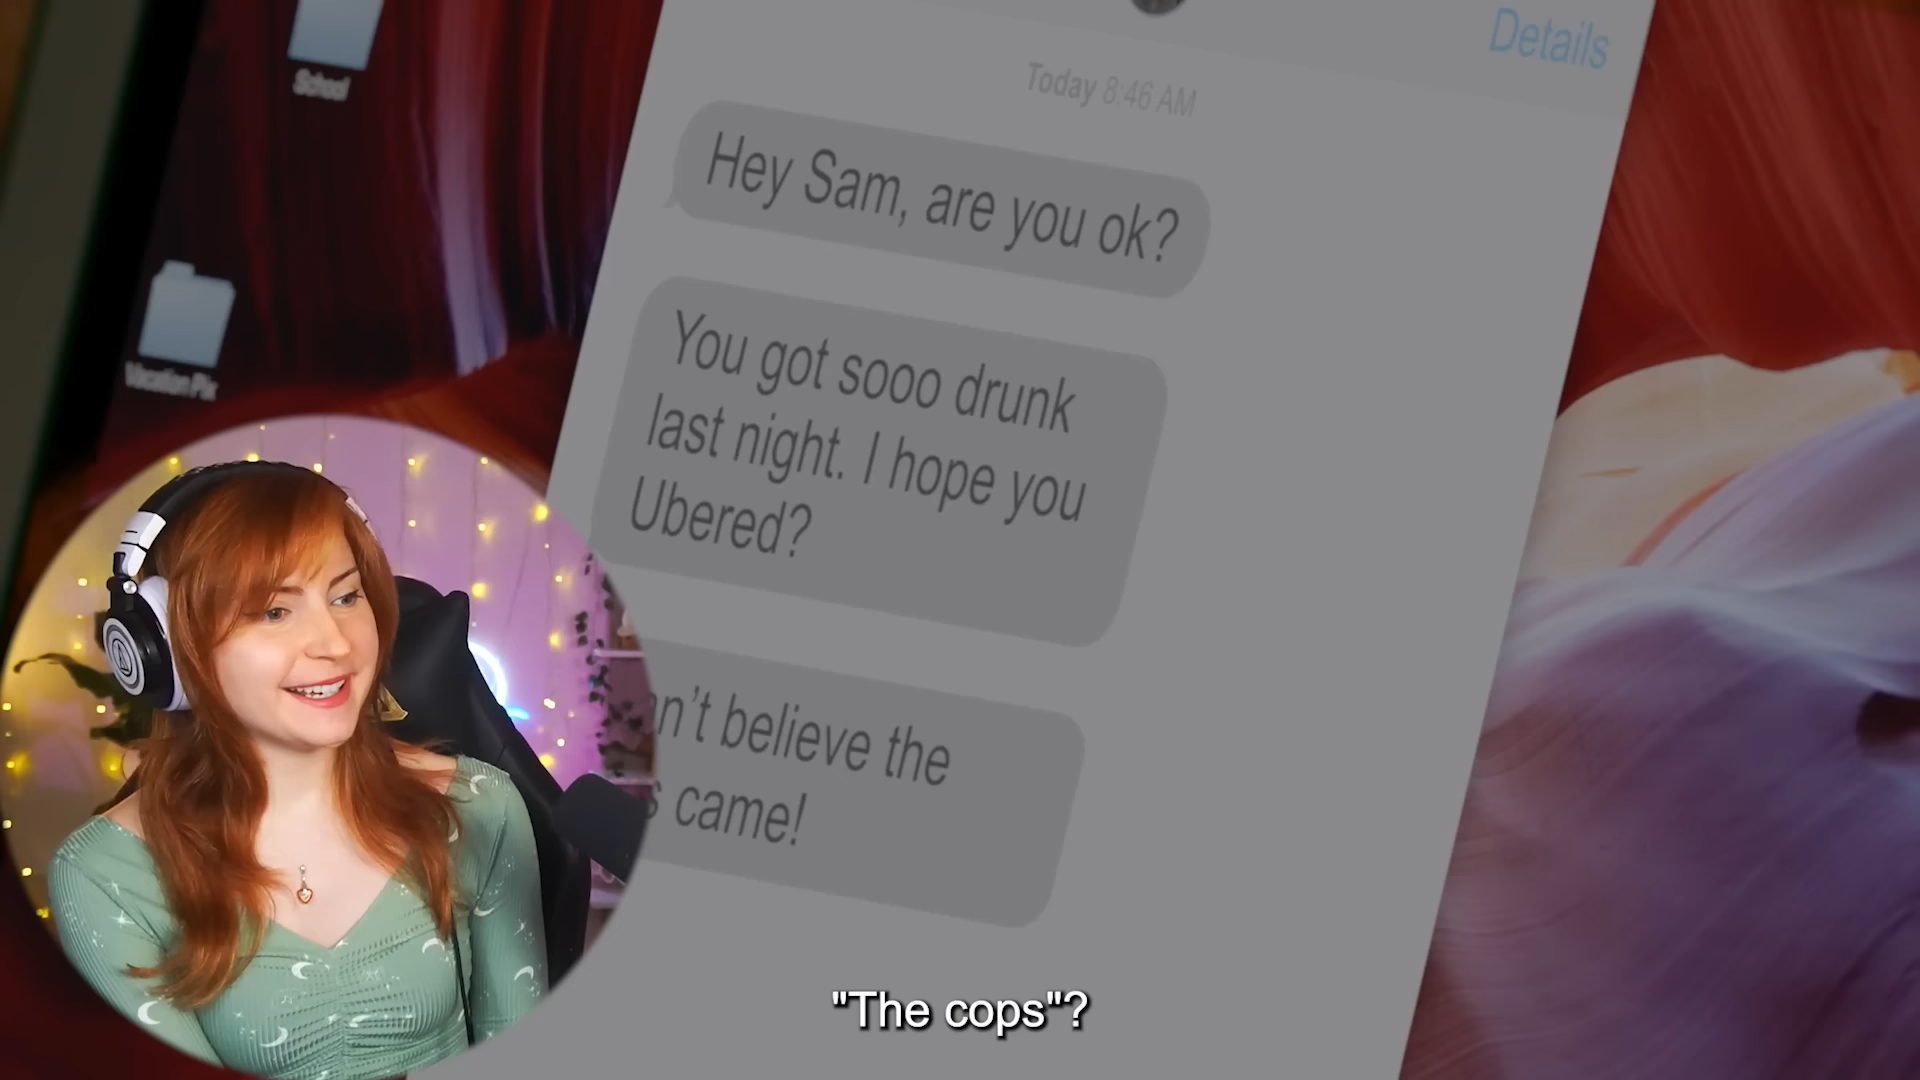 School
Details
Today 8:46 AM
Hey Sam, are you ok?
You got sooo drunk
last night. I hope you
Ubered?
Vacation Pix
n't believe the
s came!
"The cops"?